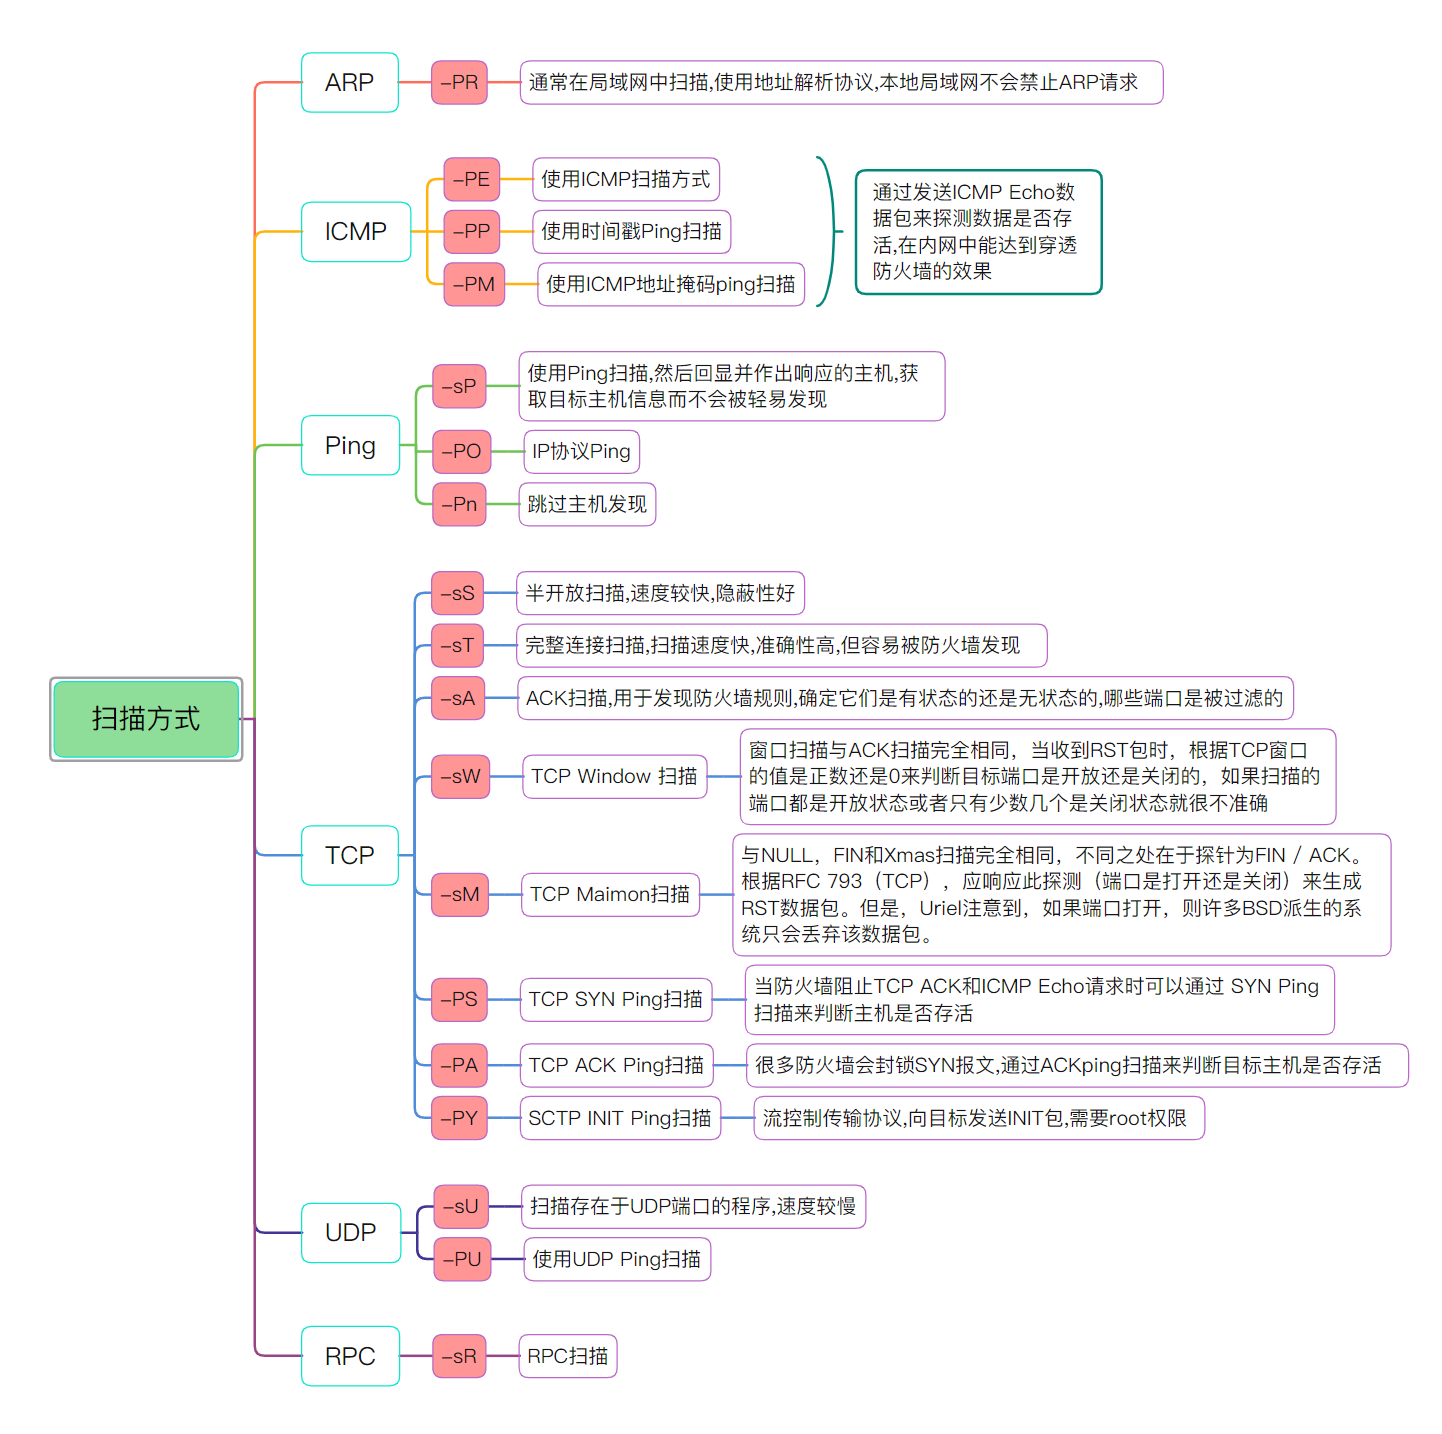 扫描方式
ARP
-PR
通常在局域网中扫描,使用地址解析协议,本地局域网不会禁止ARP请求
ICMP
-PE
使用ICMP扫描方式
-PP
使用时间戳Ping扫描
-PM
使用ICMP地址掩码ping扫描
通过发送ICMP Echo数
据包来探测数据是否存
活,在内网中能达到穿透
防火墙的效果
Ping
-sP
使用Ping扫描,然后回显并作出响应的主机,获
取目标主机信息而不会被轻易发现
-PO
IP协议Ping
-Pn
跳过主机发现
TCP
-sS
半开放扫描,速度较快,隐蔽性好
-sT
完整连接扫描,扫描速度快,准确性高,但容易被防火墙发现
-sA
ACK扫描,用于发现防火墙规则,确定它们是有状态的还是无状态的,哪些端口是被过滤的
-sW
TCP Window 扫描
窗口扫描与ACK扫描完全相同，当收到RST包时，根据TCP窗口
的值是正数还是0来判断目标端口是开放还是关闭的，如果扫描的
端口都是开放状态或者只有少数几个是关闭状态就很不准确
-sM
TCP Maimon扫描
与NULL，FIN和Xmas扫描完全相同，不同之处在于探针为FIN / ACK。
根据RFC 793（TCP），应响应此探测（端口是打开还是关闭）来生成
RST数据包。但是，Uriel注意到，如果端口打开，则许多BSD派生的系
统只会丢弃该数据包。
-PS
TCP SYN Ping扫描
当防火墙阻止TCP ACK和ICMP Echo请求时可以通过 SYN Ping
扫描来判断主机是否存活
-PA
TCP ACK Ping扫描
很多防火墙会封锁SYN报文,通过ACKping扫描来判断目标主机是否存活
-PY
SCTP INIT Ping扫描
流控制传输协议,向目标发送INIT包,需要root权限
UDP
-sU
扫描存在于UDP端口的程序,速度较慢
-PU
使用UDP Ping扫描
RPC
-sR
RPC扫描